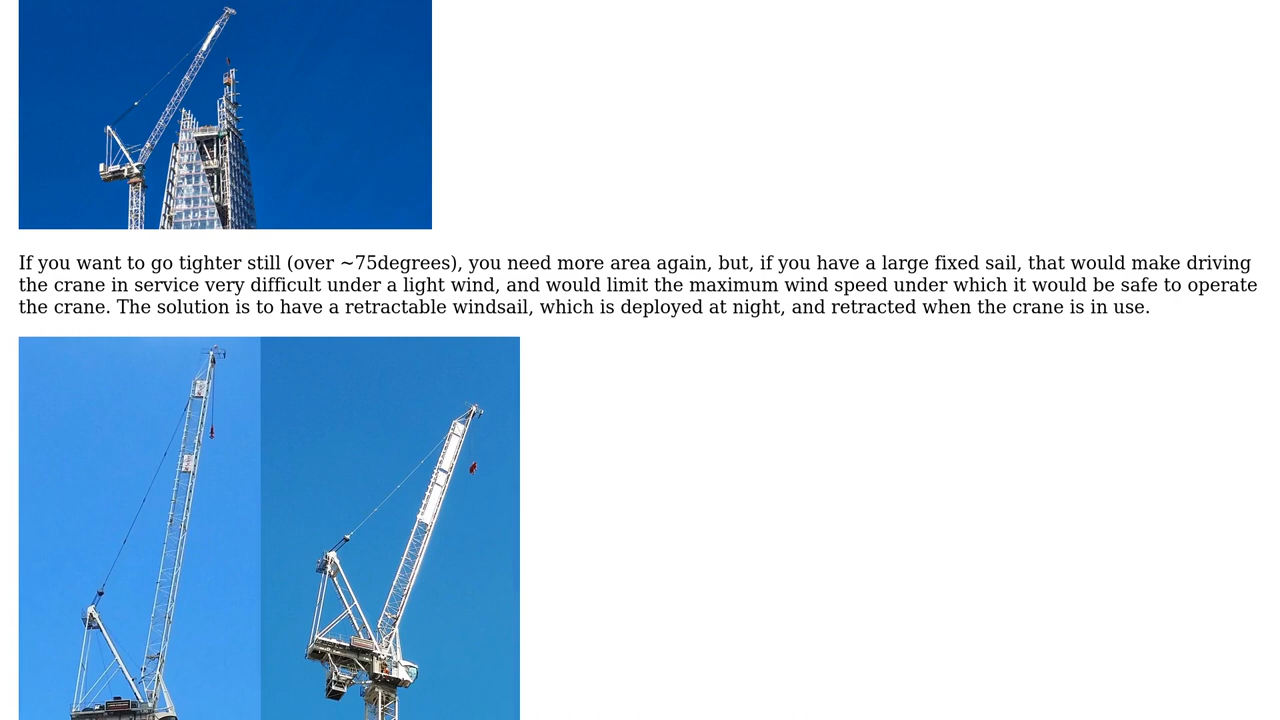 If you want to go tighter still (over ~75degrees), you need more area again, but, if you have a large fixed sail, that would make driving
the crane in service very difficult under a light wind, and would limit the maximum wind speed under which it would be safe to operate
the crane. The solution is to have a retractable windsail, which is deployed at night, and retracted when the crane is in use.